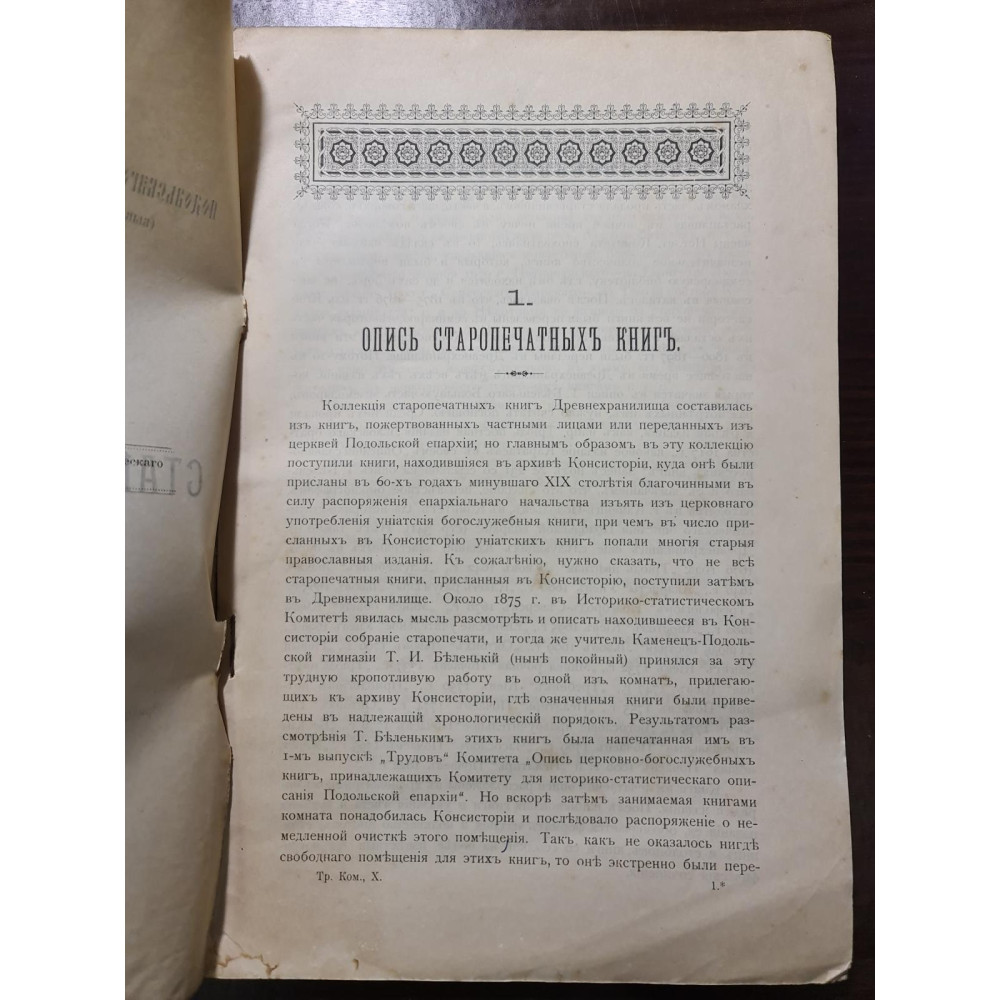 1.
ОПИСЬ СТАРОПЕЧАТНЫХЪ КНИГЪ.
Коллекція старопечатныхъ книгъ Древнехранилища составилась
изъ книгъ, пожертвованныхъ частными лицами или переданныхъ изъ
церквей Подольской епархіи; но главнымъ образомъ въ эту коллекцію
поступили книги, находившіяся въ архивѣ Консисторіи, куда онѣ были
присланы въ 60-хъ годахъ минувшаго XIX столѣтія благочинными въ
силу распоряженія епархіальнаго начальства изъять изъ церковнаго
употребленія уніатскія богослужебныя книги, при чемъ въ число при-
сланныхъ въ Консисторію уніатскихъ книгъ попали многія старыя
православныя изданія. Къ сожалѣнію, нужно сказать, что не всѣ
старопечатныя книги, присланныя въ Консисторію, поступили затѣмъ
въ Древнехранилище. Около 1875 г. въ Историко-статистическомъ
Комитетѣ явилась мысль разсмотрѣть и описать находившееся въ Кон-
систоріи собраніе старопечати, и тогда же учитель Каменецъ-Подоль-
ской гимназіи Т. И. Бѣленькій (нынѣ покойный) принялся за эту
трудную кропотливую работу въ одной изъ комнатъ, прилегаю-
щихъ къ архиву Консисторіи, гдѣ означенныя книги были приве-
дены въ надлежащій хронологическій порядокъ. Результатомъ раз-
смотрѣнія Т. Бѣленькимъ этихъ книгъ была напечатанная имъ въ
1-мъ выпускѣ „Трудовъ“ Комитета „Опись церковно-богослужебныхъ
книгъ, принадлежащихъ Комитету для историко-статистическаго опи-
санія Подольской епархіи“. Но вскорѣ затѣмъ занимаемая книгами
комната понадобилась Консисторіи и послѣдовало распоряженіе о не-
медленной очисткѣ этого помѣщенія. Такъ какъ не оказалось нигдѣ
свободнаго помѣщенія для этихъ книгъ, то онѣ экстренно были пере-
Тр. Ком., X.
1.*